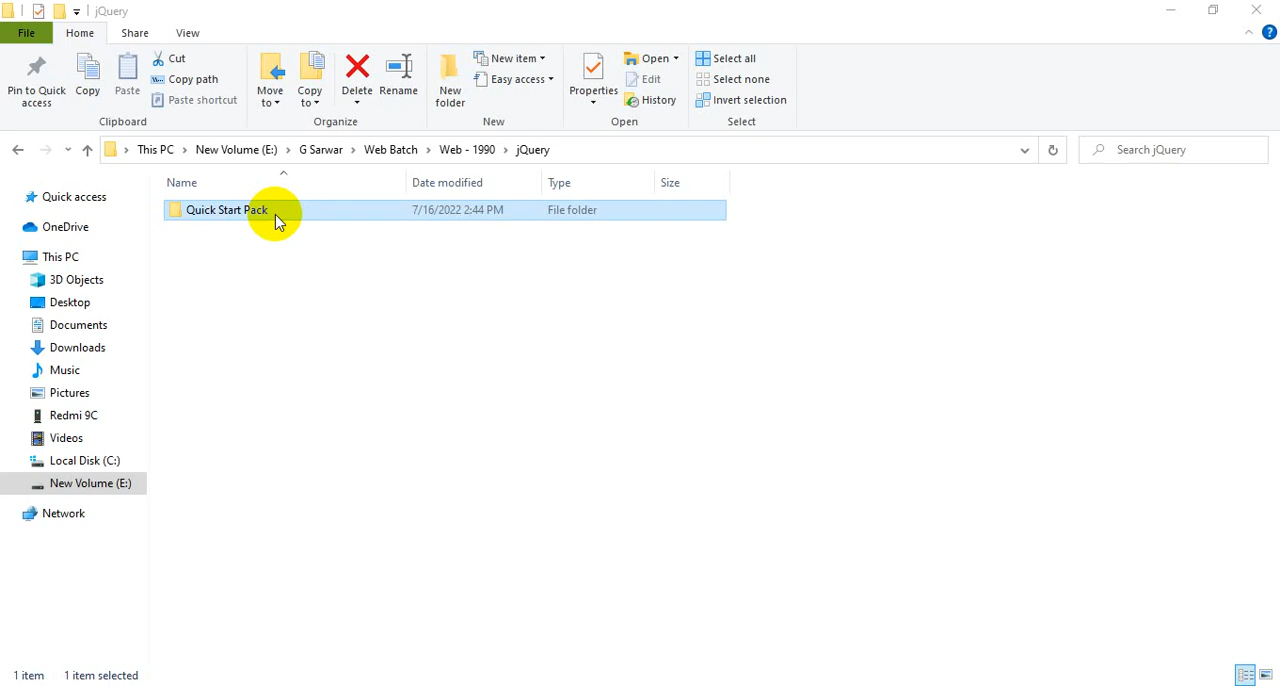 jQuery
File Home Share View
Pin to Quick access
Copy
Paste
Cut
Copy path
Paste shortcut
Clipboard
Move to
Copy to
Delete
Rename
Organize
New folder
New item
Easy access
New
Properties
Open
Edit
History
Open
Select all
Select none
Invert selection
Select
This PC > New Volume (E:) > G Sarwar > Web Batch > Web - 1990 > jQuery
Search jQuery
Name Date modified Type Size
Quick Start Pack 7/16/2022 2:44 PM File folder
Quick access
OneDrive
This PC
3D Objects
Desktop
Documents
Downloads
Music
Pictures
Redmi 9C
Videos
Local Disk (C:)
New Volume (E:)
Network
1 item 1 item selected